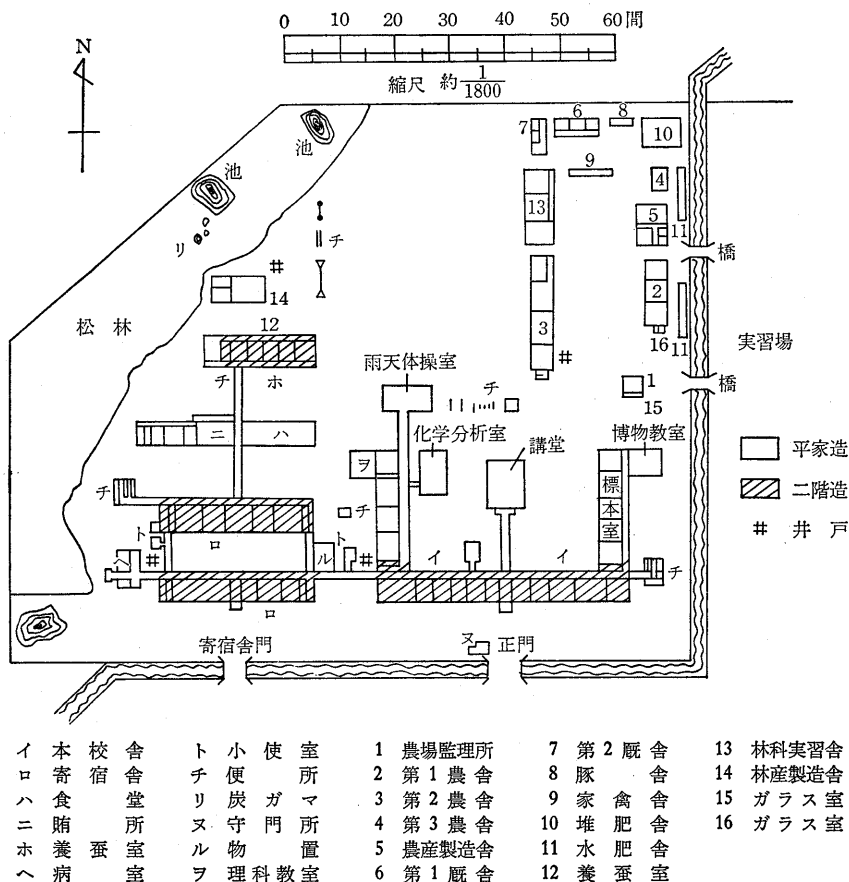 0 10 20 30 40 50 60 間
縮尺 約 1/1800
N
池
池
7
6
8
10
9
4
13
5
11
橋
リ
チ
井
14
2
3
16
11
実習場
松林
12
チ ホ
雨天体操室
井
1
橋
15
チ
ニ ハ
化学分析室
講堂
博物教室
平家造
二階造
井 井戸
ヲ
標本室
チ
チ
ト
ロ
ト
ヘ
井
ル
井
イ イ
チ
ロ
寄宿舎門
ヌ
正門
イ 本校舎
ロ 寄宿舎
ハ 食堂
ニ 賄所
ホ 養蚕室
ヘ 病室
ト 小使室
チ 便所
リ 炭ガマ
ヌ 守門所
ル 物置
ヲ 理科教室
1 農場監理所
2 第1農舎
3 第2農舎
4 第3農舎
5 農産製造舎
6 第1厩舎
7 第2厩舎
8 豚舎
9 家禽舎
10 堆肥舎
11 水肥舎
12 養蚕室
13 林科実習舎
14 林産製造舎
15 ガラス室
16 ガラス室